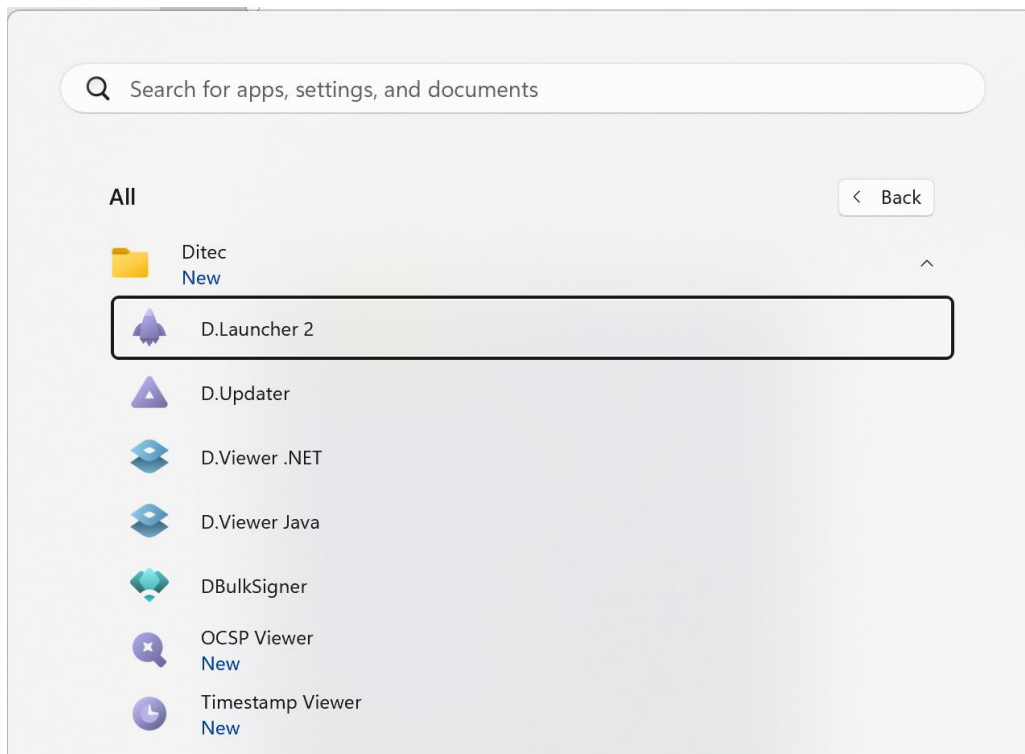 Search for apps, settings, and documents
All
Back
Ditec
New
D.Launcher 2
D.Updater
D.Viewer .NET
D.Viewer Java
DBulkSigner
OCSP Viewer
New
Timestamp Viewer
New